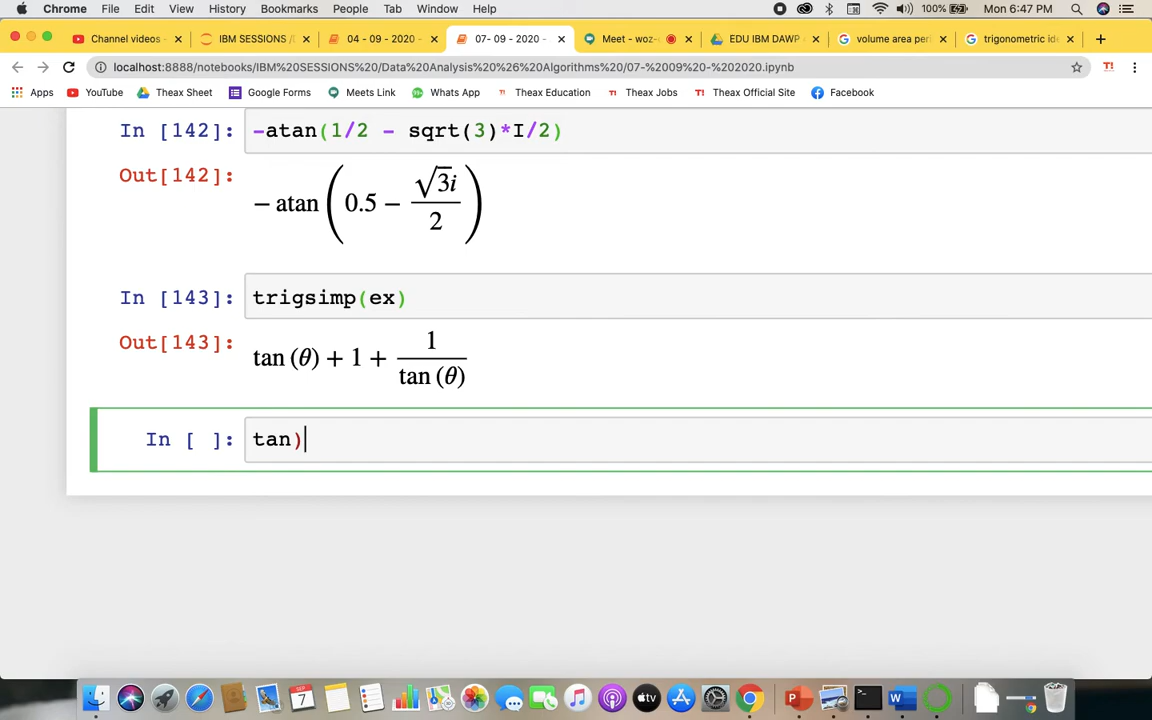 Chrome File Edit View History Bookmarks People Tab Window Help 100% Mon 6:47 PM
Channel videos - IBM SESSIONS / 04 - 09 - 2020 - 07- 09 - 2020 - Meet - woz- EDU IBM DAWP volume area peri trigonometric ide
localhost:8888/notebooks/IBM%20SESSIONS%20/Data%20Analysis%20%26%20Algorithms%20/07-%2009%20-%202020.ipynb T!
Apps YouTube Theax Sheet Google Forms Meets Link Whats App T! Theax Education T! Theax Jobs T! Theax Official Site Facebook
In [142]: -atan(1/2 - sqrt(3)*I/2)
Out[142]: − atan (0.5 − √3i/2)
In [143]: trigsimp(ex)
Out[143]: tan (θ) + 1 + 1/tan (θ)
In [ ]: tan)